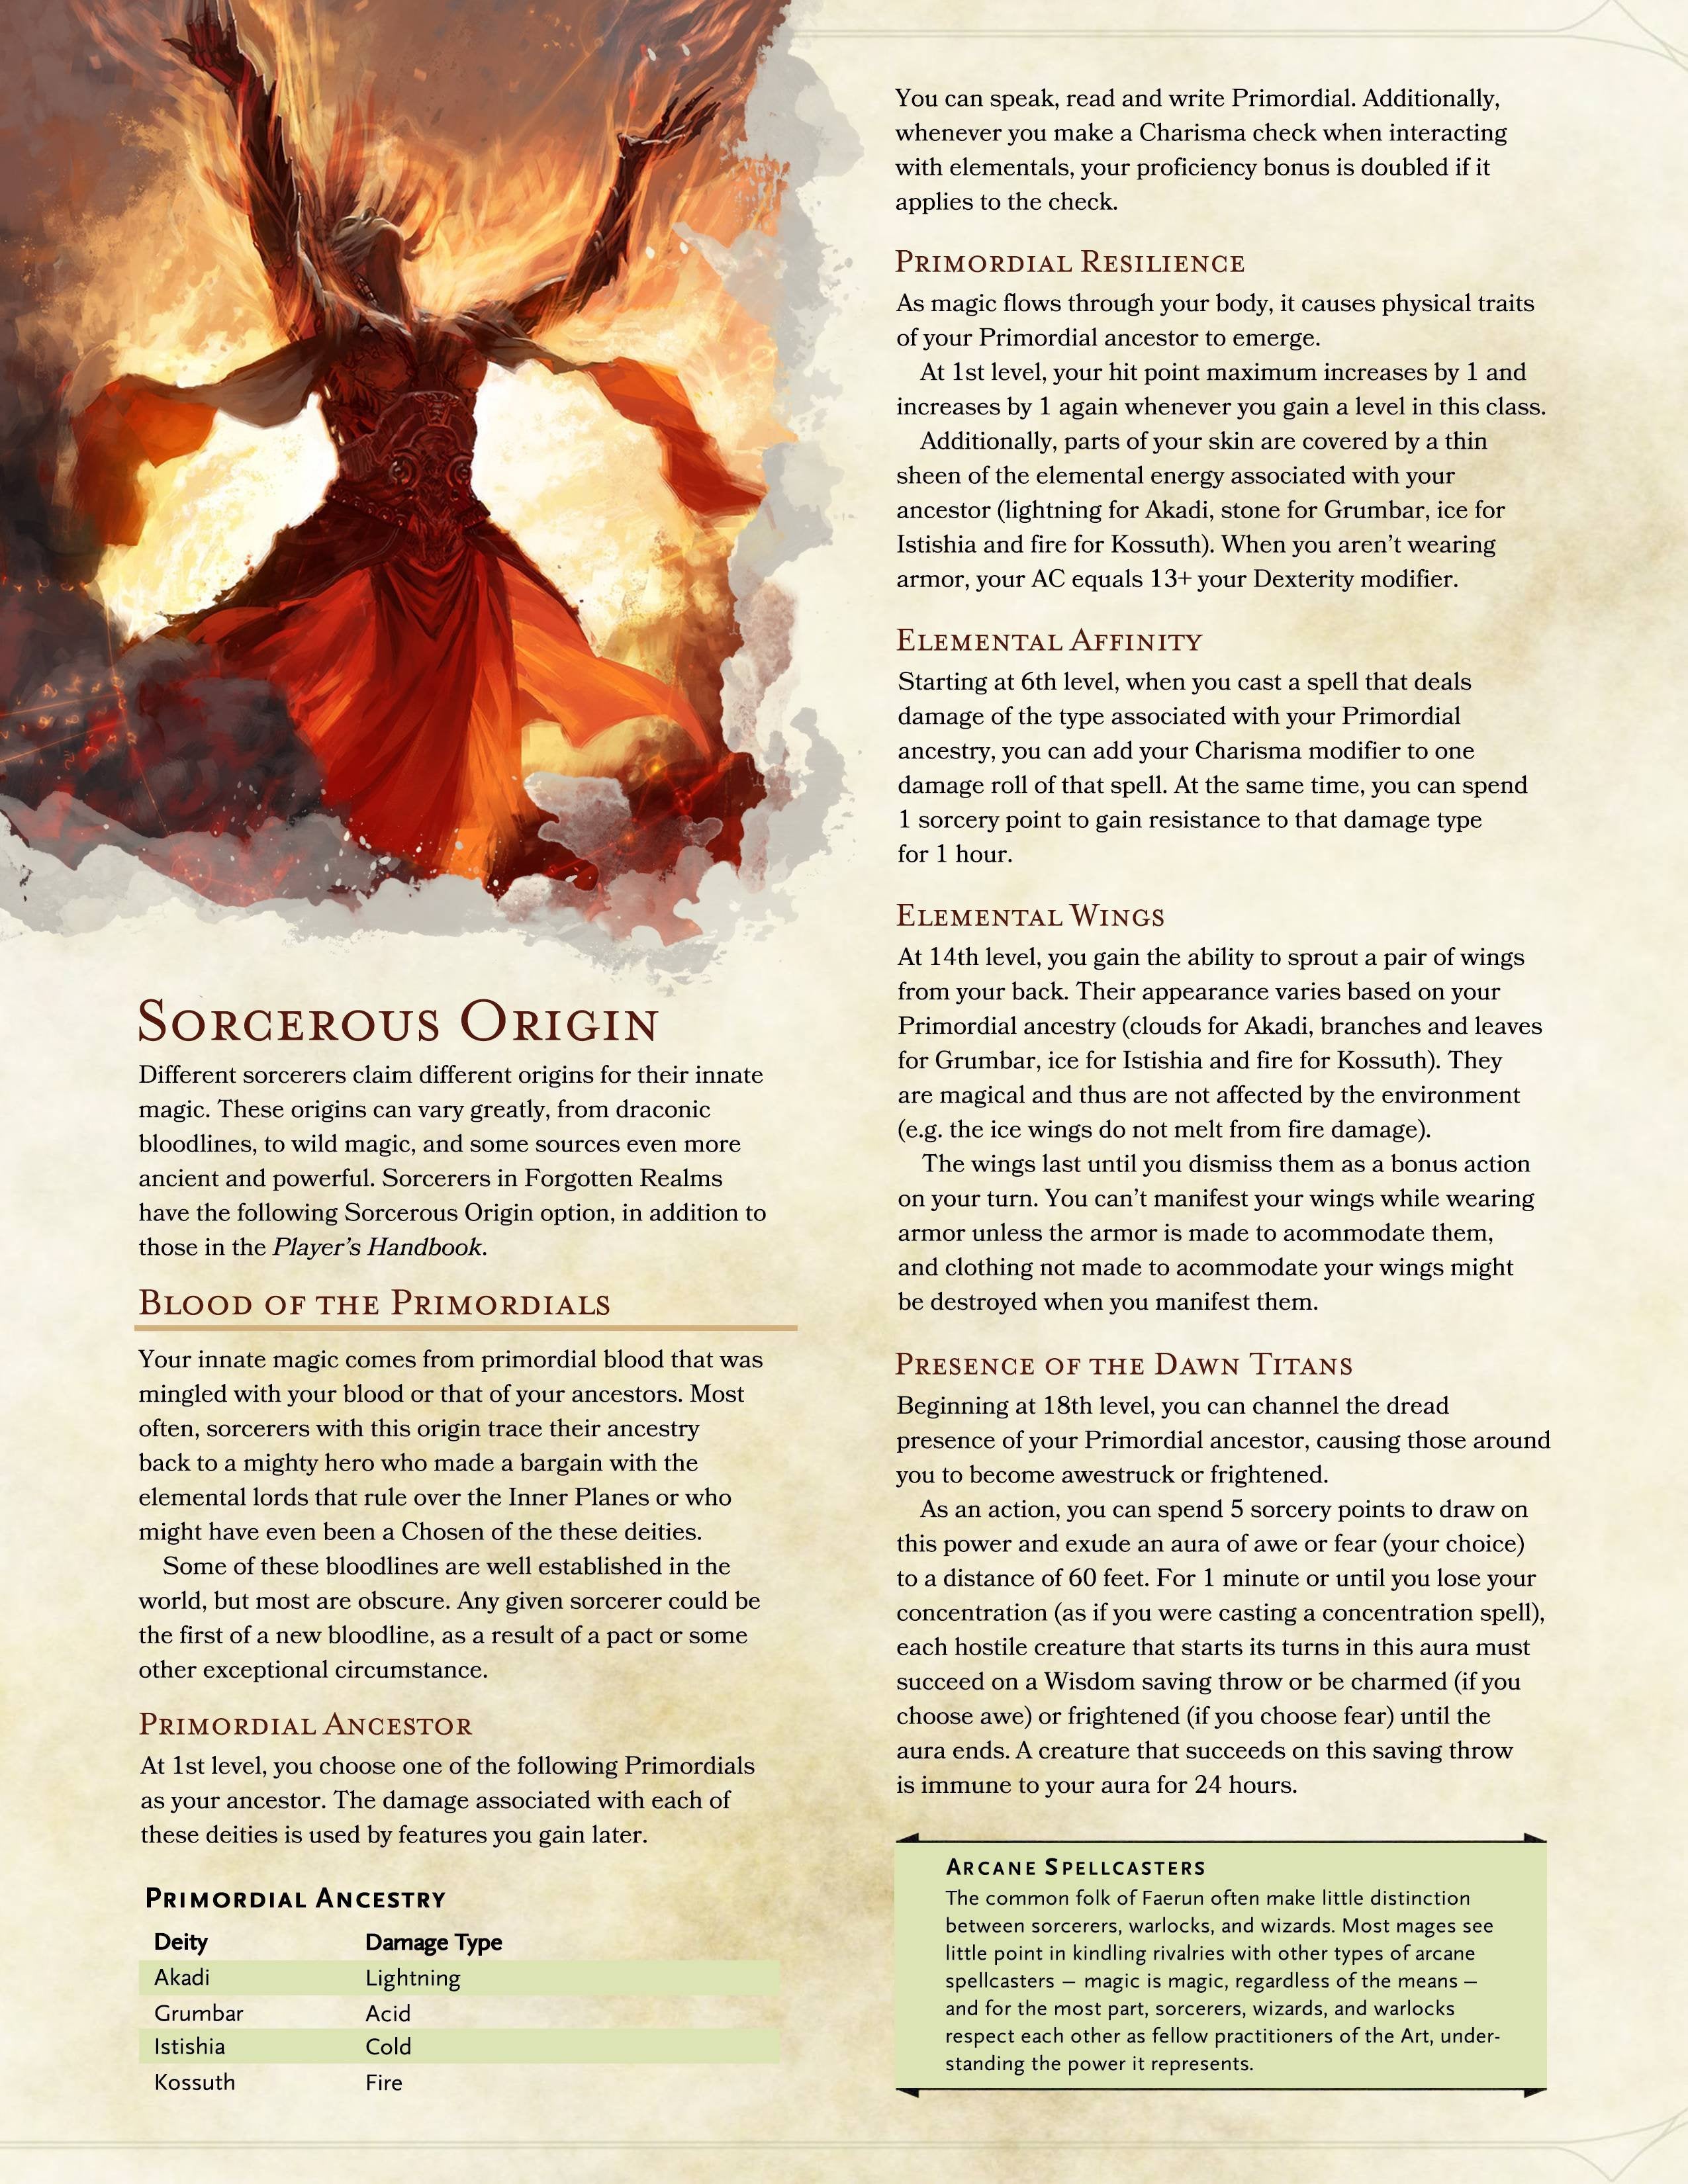 Sorcerous Origin
Different sorcerers claim different origins for their innate
magic. These origins can vary greatly, from draconic
bloodlines, to wild magic, and some sources even more
ancient and powerful. Sorcerers in Forgotten Realms
have the following Sorcerous Origin option, in addition to
those in the Player's Handbook.
Blood of the Primordials
Your innate magic comes from primordial blood that was
mingled with your blood or that of your ancestors. Most
often, sorcerers with this origin trace their ancestry
back to a mighty hero who made a bargain with the
elemental lords that rule over the Inner Planes or who
might have even been a Chosen of the these deities.
Some of these bloodlines are well established in the
world, but most are obscure. Any given sorcerer could be
the first of a new bloodline, as a result of a pact or some
other exceptional circumstance.
Primordial Ancestor
At 1st level, you choose one of the following Primordials
as your ancestor. The damage associated with each of
these deities is used by features you gain later.
Primordial Ancestry
Deity Damage Type
Akadi Lightning
Grumbar Acid
Istishia Cold
Kossuth Fire
You can speak, read and write Primordial. Additionally,
whenever you make a Charisma check when interacting
with elementals, your proficiency bonus is doubled if it
applies to the check.
Primordial Resilience
As magic flows through your body, it causes physical traits
of your Primordial ancestor to emerge.
At 1st level, your hit point maximum increases by 1 and
increases by 1 again whenever you gain a level in this class.
Additionally, parts of your skin are covered by a thin
sheen of the elemental energy associated with your
ancestor (lightning for Akadi, stone for Grumbar, ice for
Istishia and fire for Kossuth). When you aren't wearing
armor, your AC equals 13+ your Dexterity modifier.
Elemental Affinity
Starting at 6th level, when you cast a spell that deals
damage of the type associated with your Primordial
ancestry, you can add your Charisma modifier to one
damage roll of that spell. At the same time, you can spend
1 sorcery point to gain resistance to that damage type
for 1 hour.
Elemental Wings
At 14th level, you gain the ability to sprout a pair of wings
from your back. Their appearance varies based on your
Primordial ancestry (clouds for Akadi, branches and leaves
for Grumbar, ice for Istishia and fire for Kossuth). They
are magical and thus are not affected by the environment
(e.g. the ice wings do not melt from fire damage).
The wings last until you dismiss them as a bonus action
on your turn. You can't manifest your wings while wearing
armor unless the armor is made to acommodate them,
and clothing not made to acommodate your wings might
be destroyed when you manifest them.
Presence of the Dawn Titans
Beginning at 18th level, you can channel the dread
presence of your Primordial ancestor, causing those around
you to become awestruck or frightened.
As an action, you can spend 5 sorcery points to draw on
this power and exude an aura of awe or fear (your choice)
to a distance of 60 feet. For 1 minute or until you lose your
concentration (as if you were casting a concentration spell),
each hostile creature that starts its turns in this aura must
succeed on a Wisdom saving throw or be charmed (if you
choose awe) or frightened (if you choose fear) until the
aura ends. A creature that succeeds on this saving throw
is immune to your aura for 24 hours.
Arcane Spellcasters
The common folk of Faerun often make little distinction
between sorcerers, warlocks, and wizards. Most mages see
little point in kindling rivalries with other types of arcane
spellcasters – magic is magic, regardless of the means –
and for the most part, sorcerers, wizards, and warlocks
respect each other as fellow practitioners of the Art, under-
standing the power it represents.